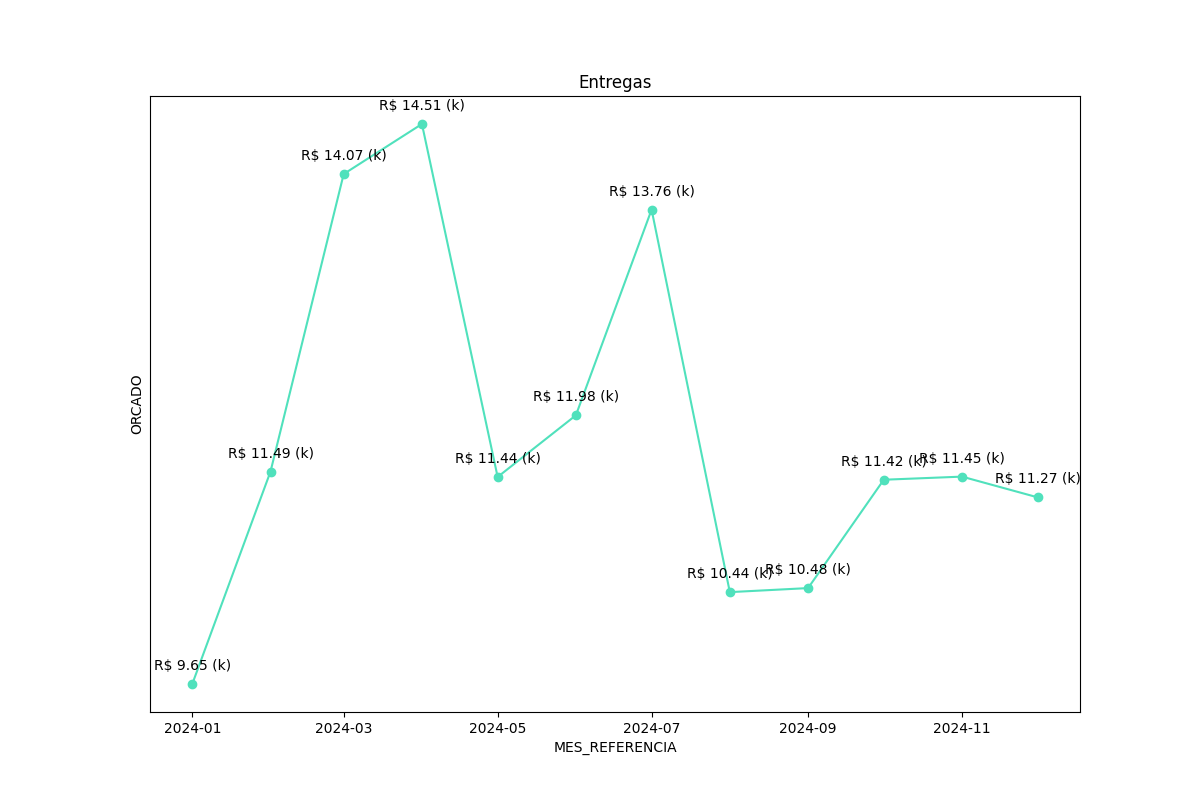 Entregas
R$ 14.51 (k)
R$ 14.07 (k)
R$ 13.76 (k)
R$ 11.98 (k)
ORCADO
R$ 11.49 (k)
R$ 11.44 (k)
R$ 11.42 (k)
R$ 11.45 (k)
R$ 11.27 (k)
R$ 10.44 (k)
R$ 10.48 (k)
R$ 9.65 (k)
2024-01
2024-03
2024-05
2024-07
2024-09
2024-11
MES_REFERENCIA